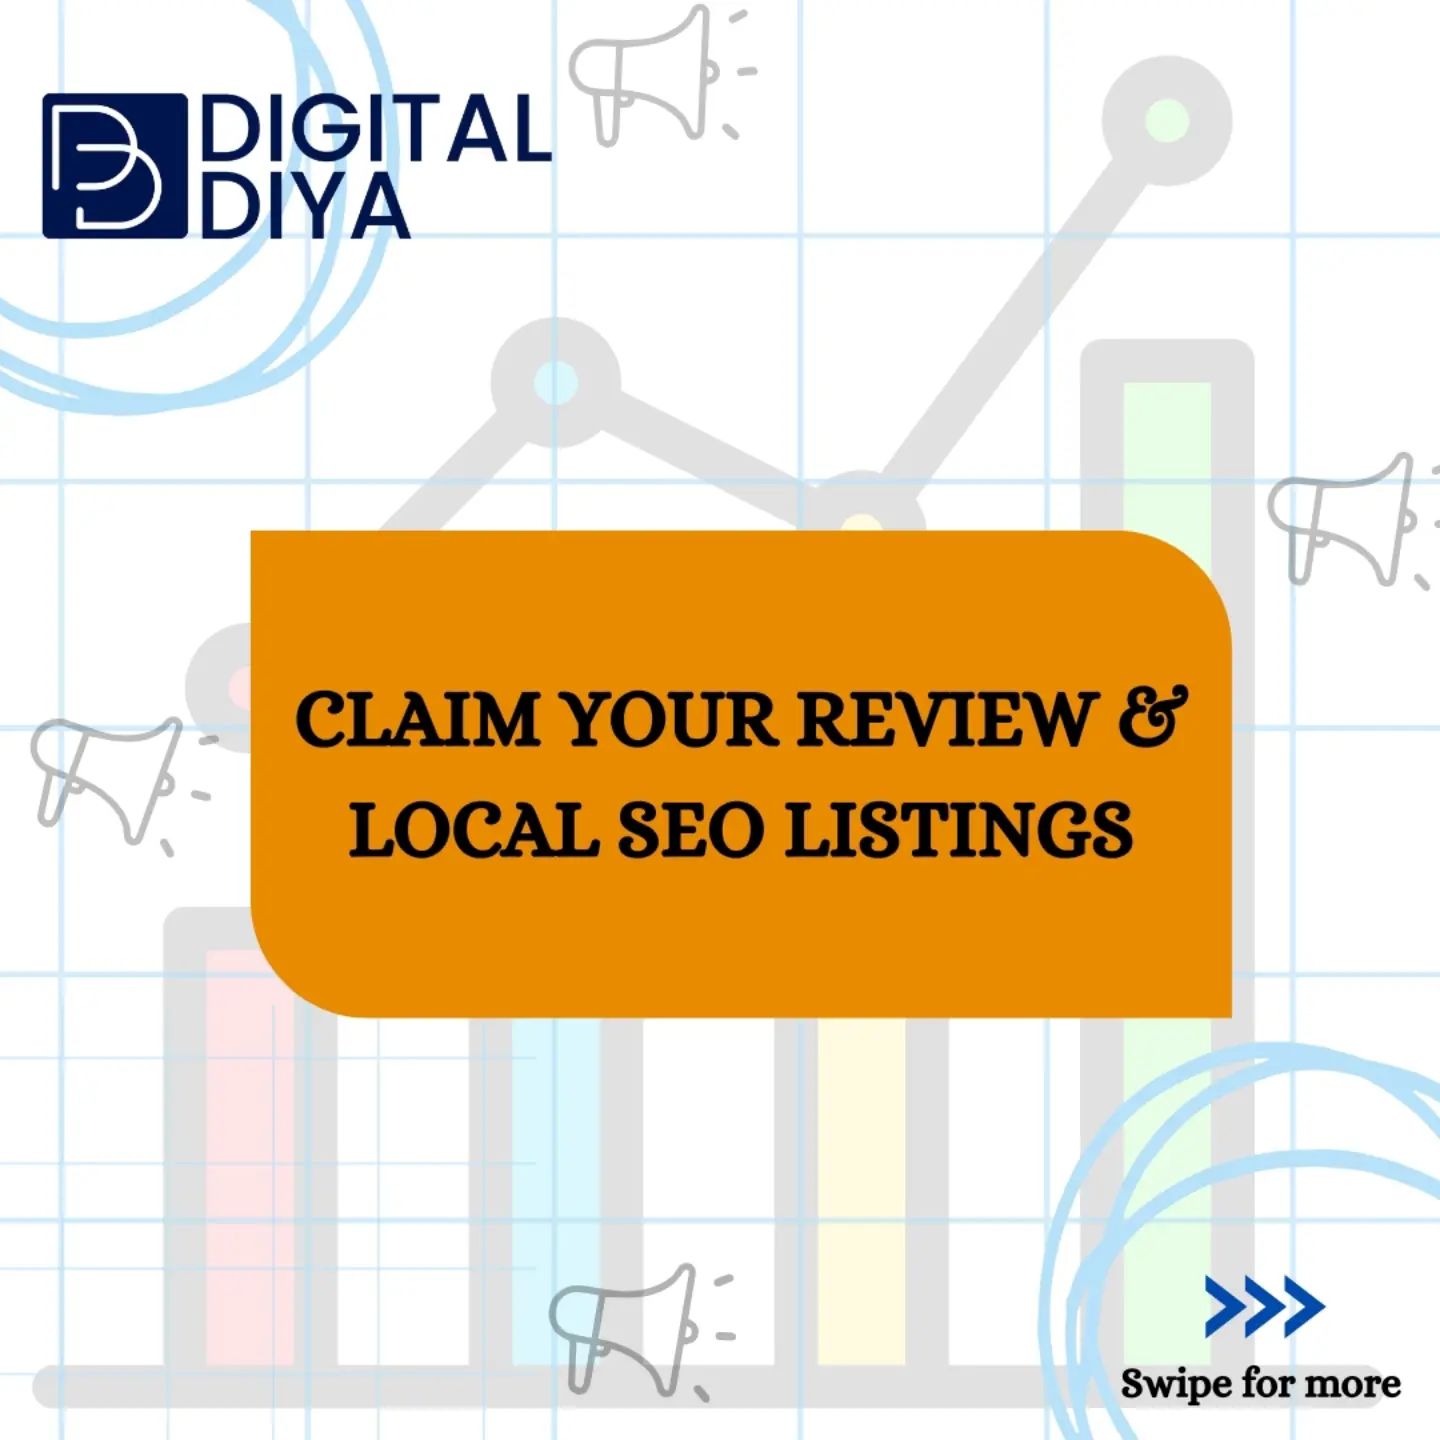 DIGITAL
DIYA
CLAIM YOUR REVIEW &
LOCAL SEO LISTINGS
Swipe for more